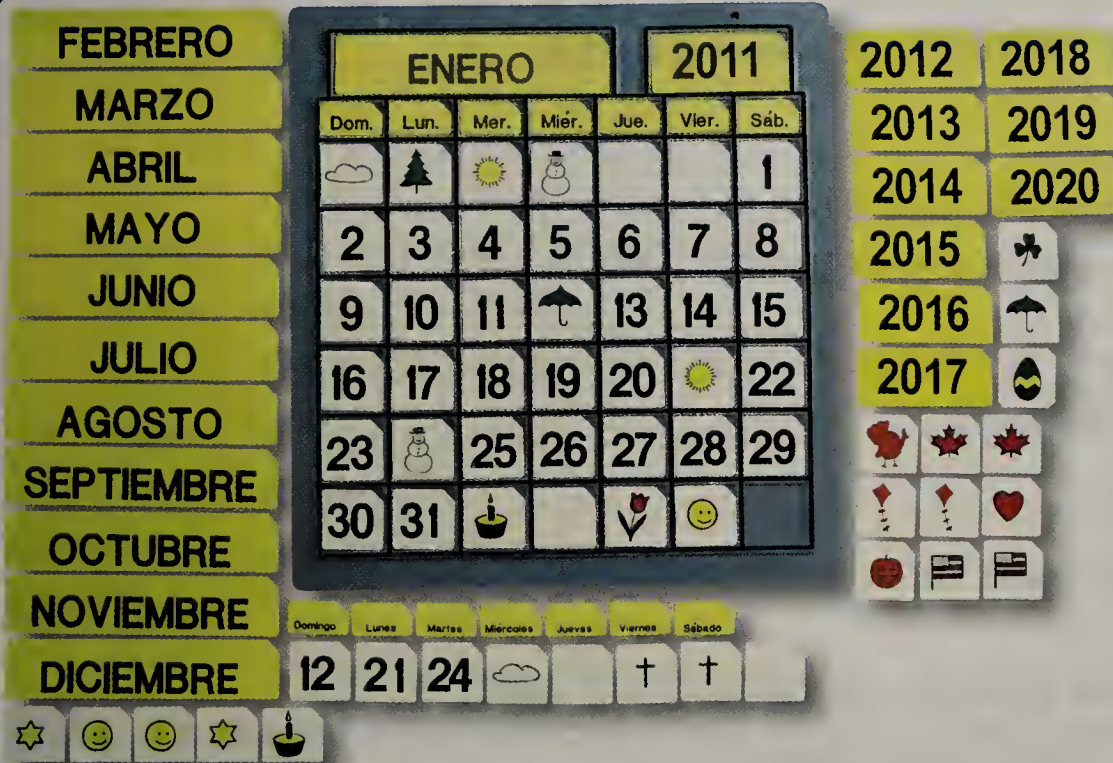 FEBRERO
MARZO
ABRIL
MAYO
JUNIO
JULIO
AGOSTO
SEPTIEMBRE
OCTUBRE
NOVIEMBRE
DICIEMBRE
ENERO 2011
Dom. Lun. Mer. Miér. Jue. Vier. Sáb.
1
2 3 4 5 6 7 8
9 10 11 13 14 15
16 17 18 19 20 22
23 25 26 27 28 29
30 31
Domingo Lunes Martes Miércoles Jueves Viernes Sábado
12 21 24
2012 2018
2013 2019
2014 2020
2015
2016
2017